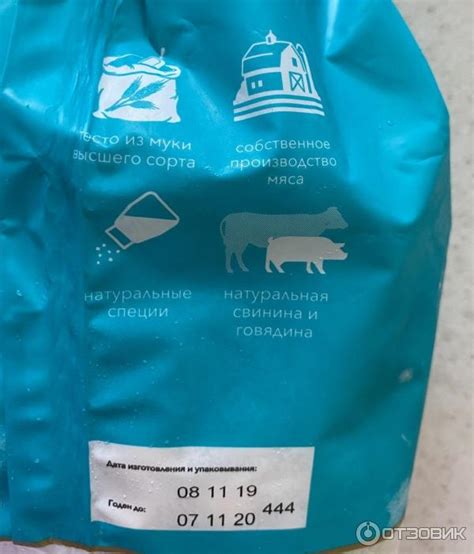 тесто из муки
высшего сорта
собственное
производство
мяса
натуральные
специи
натуральная
свинина и
говядина
Дата изготовления и упаковывания:
08 11 19
Годен до:
07 11 20 444
ОТЗОВИК